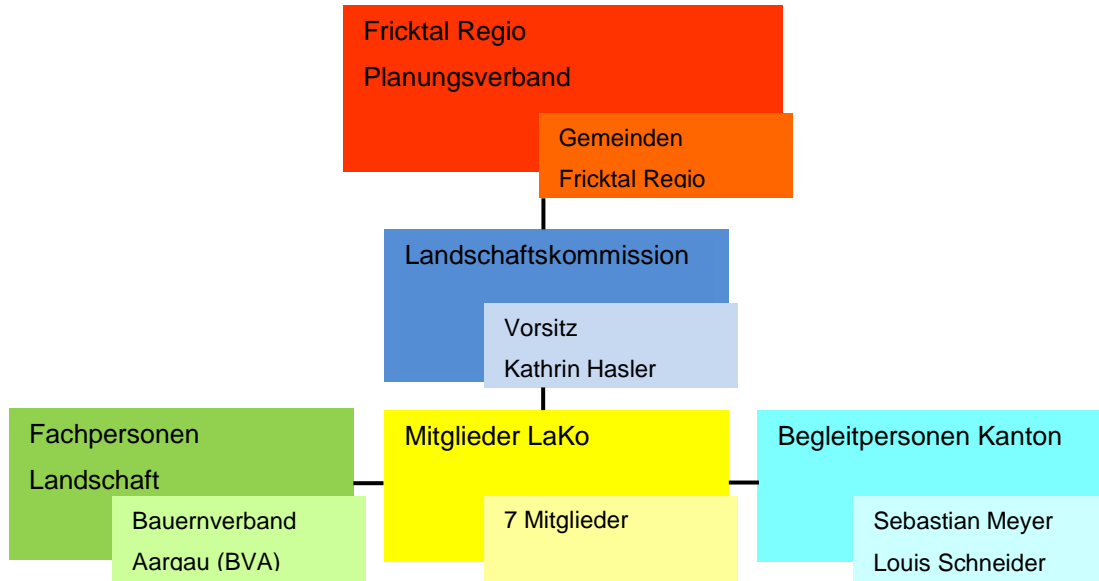 Fricktal Regio
Planungsverband
Gemeinden
Fricktal Regio
Landschaftskommission
Vorsitz
Kathrin Hasler
Fachpersonen
Landschaft
Bauernverband
Aargau (BVA)
Mitglieder LaKo
7 Mitglieder
Begleitpersonen Kanton
Sebastian Meyer
Louis Schneider